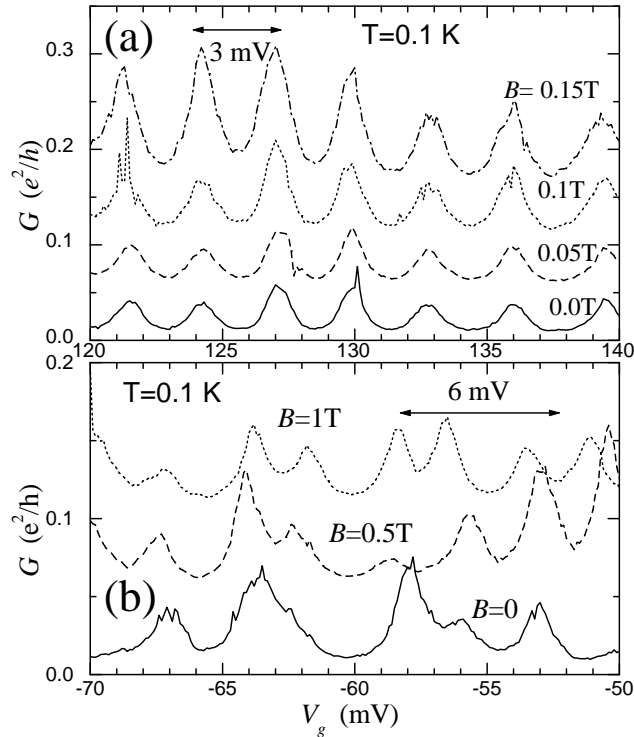 (a)
3 mV
T=0.1 K
B= 0.15T
0.1T
0.05T
0.0T
G (e²/h)
0.3
0.2
0.1
0.0
120 125 130 135 140
0.2
T=0.1 K
6 mV
B=1T
0.1
B=0.5T
G (e²/h)
(b)
B=0
0.0
-70 -65 -60 -55 -50
V_g (mV)